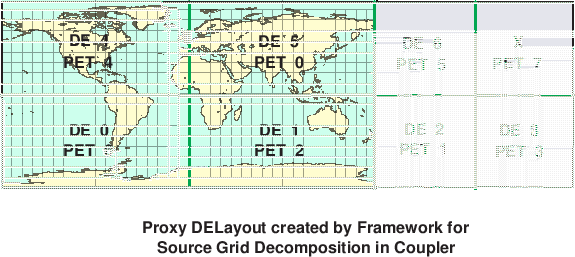 DE 4
DE 5
DE 6
X
PET 4
PET 0
PET 5
PET 7
DE 0
DE 1
DE 2
DE
PET
PET 2
PET 1
PET 3
Proxy DELayout created by Framework for
Source Grid Decomposition in Coupler